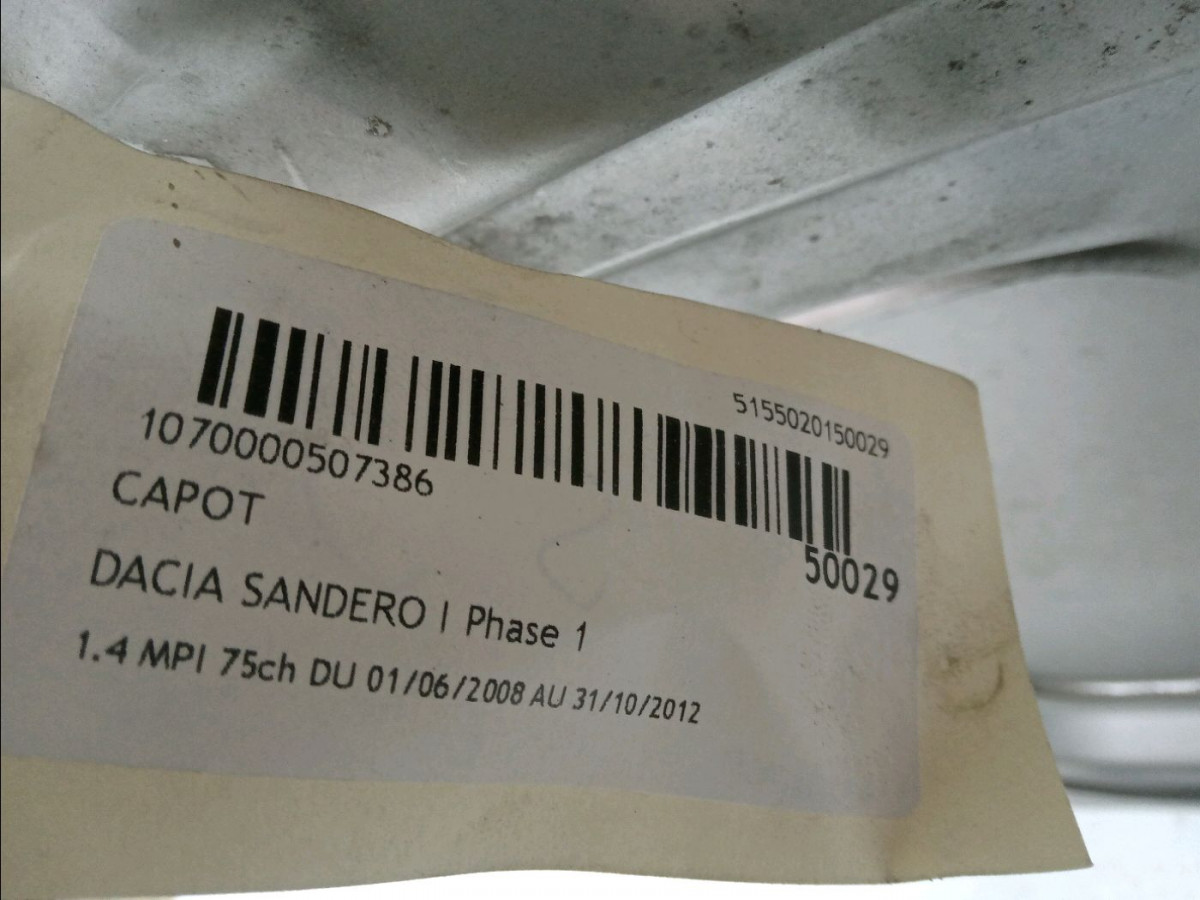 5155020150029
1070000507386
50029
CAPOT
DACIA SANDERO I Phase 1
1.4 MPI 75ch DU 01/06/2008 AU 31/10/2012